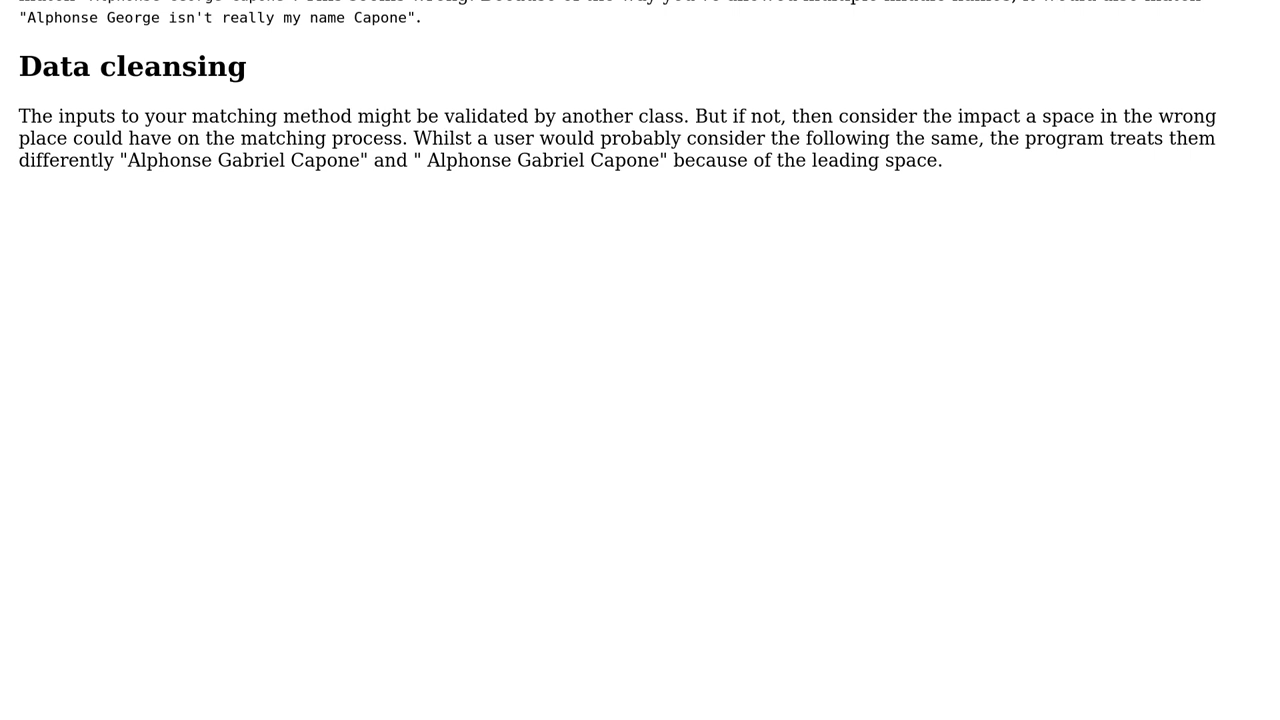 "Alphonse George isn't really my name Capone".
Data cleansing
The inputs to your matching method might be validated by another class. But if not, then consider the impact a space in the wrong
place could have on the matching process. Whilst a user would probably consider the following the same, the program treats them
differently "Alphonse Gabriel Capone" and " Alphonse Gabriel Capone" because of the leading space.